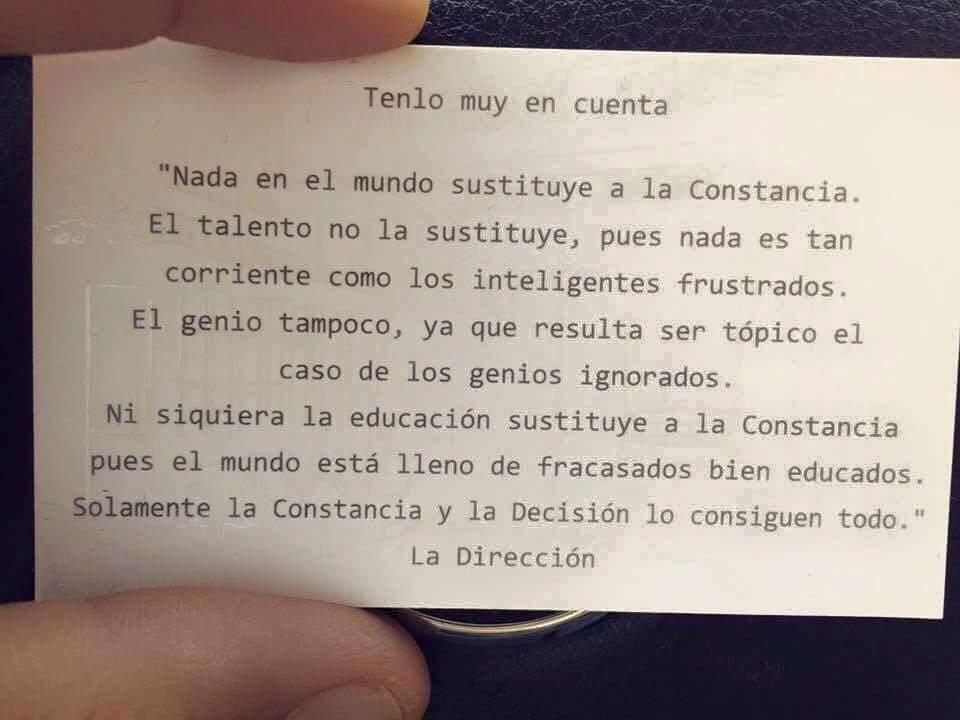 Tenlo muy en cuenta
"Nada en el mundo sustituye a la Constancia.
El talento no la sustituye, pues nada es tan
corriente como los inteligentes frustrados.
El genio tampoco, ya que resulta ser tópico el
caso de los genios ignorados.
Ni siquiera la educación sustituye a la Constancia
pues el mundo está lleno de fracasados bien educados.
Solamente la Constancia y la Decisión lo consiguen todo."
La Dirección